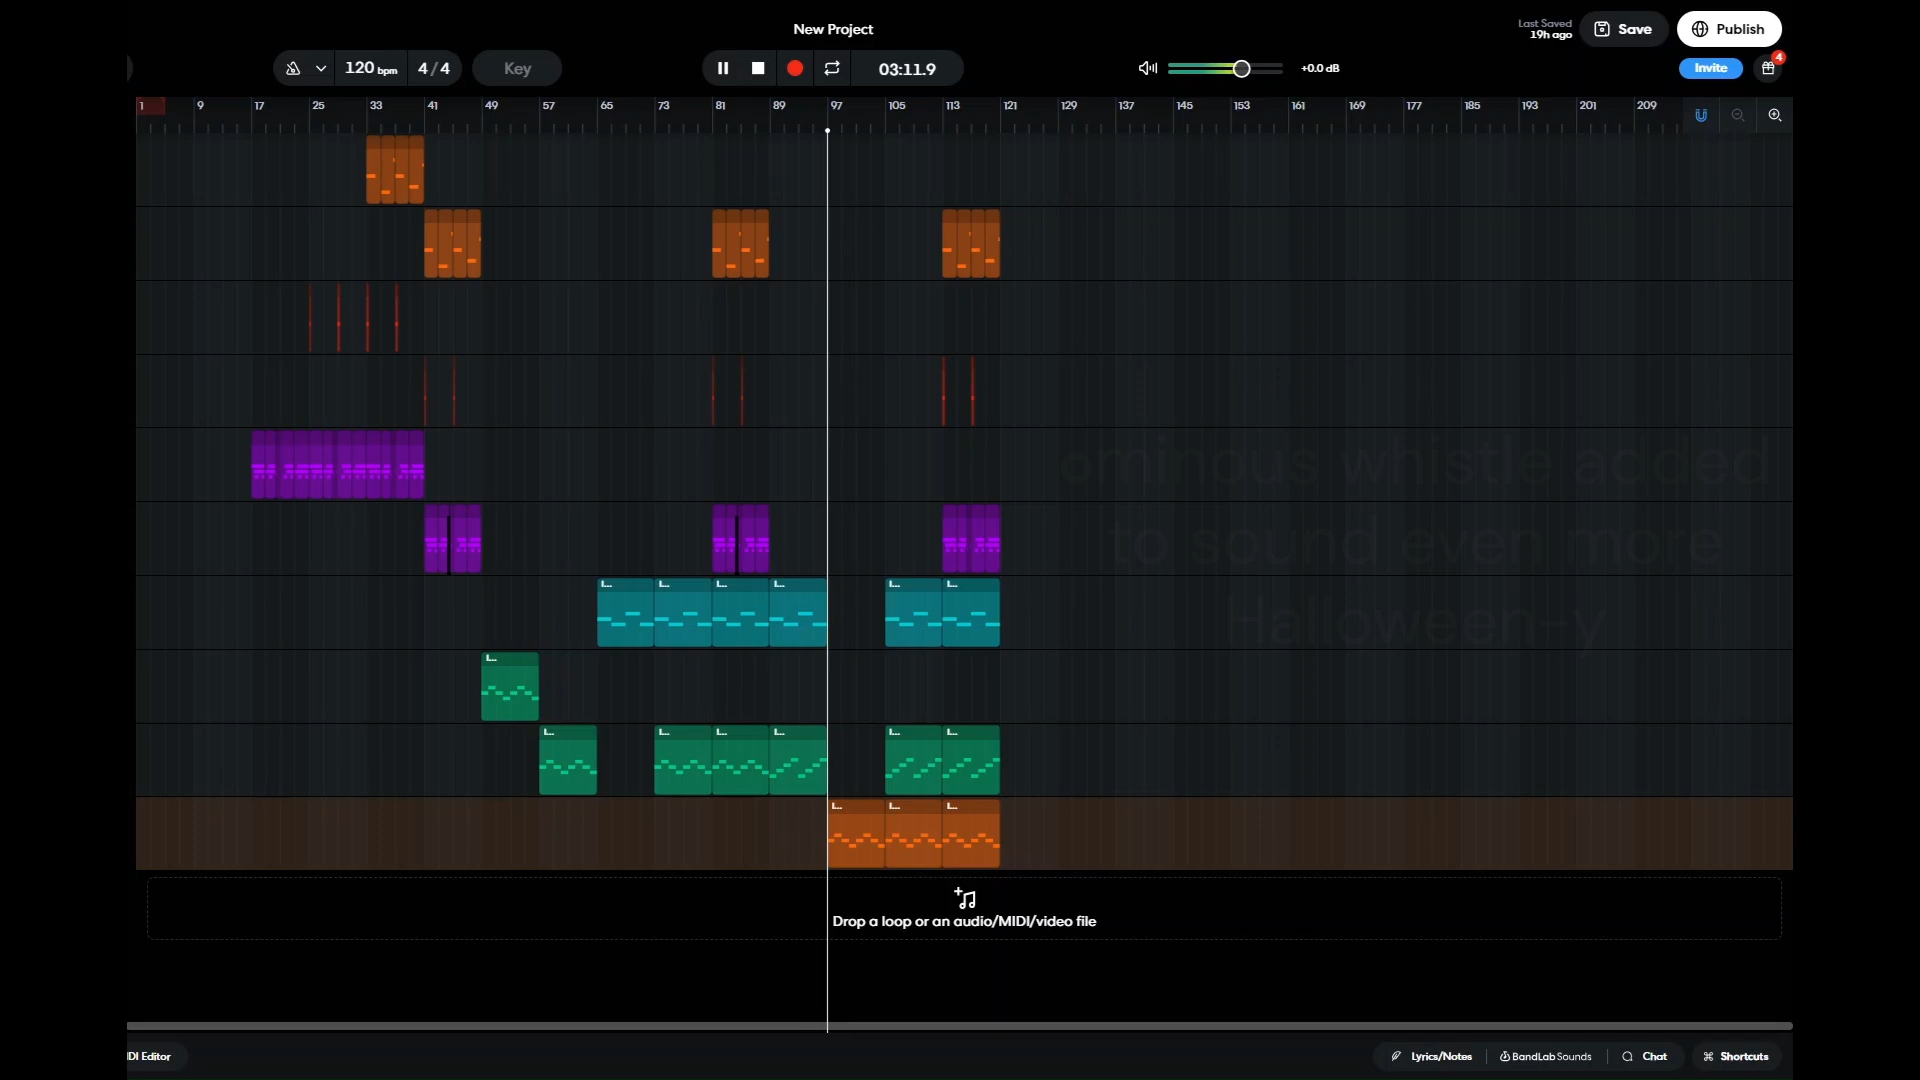 New Project
Last Saved
19h ago
Save
Publish
120 bpm
4/4
Key
03:11.9
+0.0 dB
Invite
4
1 9 17 25 33 41 49 57 65 73 81 89 97 105 113 121 129 137 145 153 161 169 177 185 193 201 209
ominous whistle added
to sound even more
Halloween-y
I... I... I... I... I... I...
I...
I... I... I... I... I... I...
I... I... I...
Drop a loop or an audio/MIDI/video file
IDI Editor
Lyrics/Notes
BandLab Sounds
Chat
Shortcuts